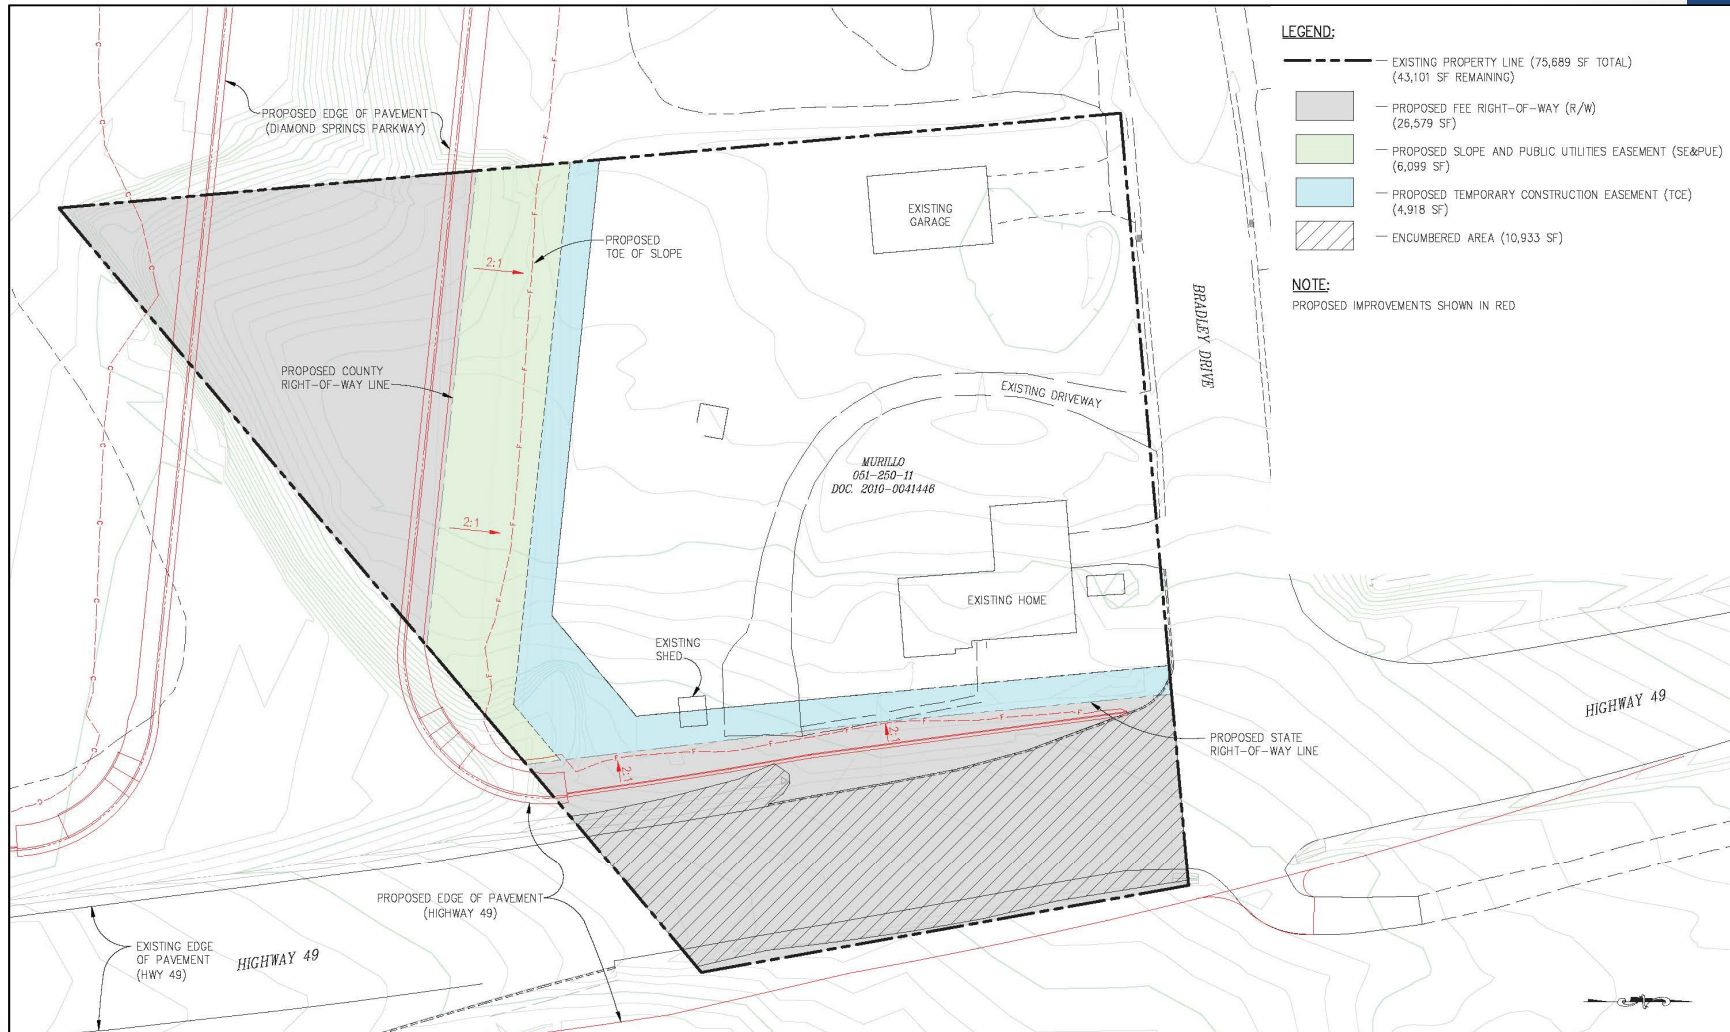 LEGEND:
EXISTING PROPERTY LINE (75,689 SF TOTAL)
(43,101 SF REMAINING)
PROPOSED FEE RIGHT-OF-WAY (R/W)
(26,579 SF)
PROPOSED SLOPE AND PUBLIC UTILITIES EASEMENT (SE&PUE)
(6,099 SF)
PROPOSED TEMPORARY CONSTRUCTION EASEMENT (TCE)
(4,918 SF)
ENCUMBERED AREA (10,933 SF)
NOTE:
PROPOSED IMPROVEMENTS SHOWN IN RED
PROPOSED EDGE OF PAVEMENT
(DIAMOND SPRINGS PARKWAY)
EXISTING
GARAGE
PROPOSED
TOE OF SLOPE
2:1
BRADLEY DRIVE
PROPOSED COUNTY
RIGHT-OF-WAY LINE
EXISTING DRIVEWAY
MURILLO
051-250-11
DOC. 2010-0041446
2:1
EXISTING HOME
EXISTING
SHED
HIGHWAY 49
PROPOSED STATE
RIGHT-OF-WAY LINE
2:1
2:1
PROPOSED EDGE OF PAVEMENT
(HIGHWAY 49)
EXISTING EDGE
OF PAVEMENT
(HWY 49)
HIGHWAY 49